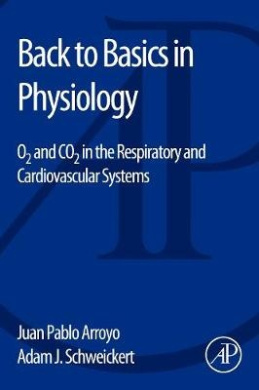 Back to Basics in
Physiology
O₂ and CO₂ in the Respiratory and
Cardiovascular Systems
Juan Pablo Arroyo
Adam J. Schweickert
AP